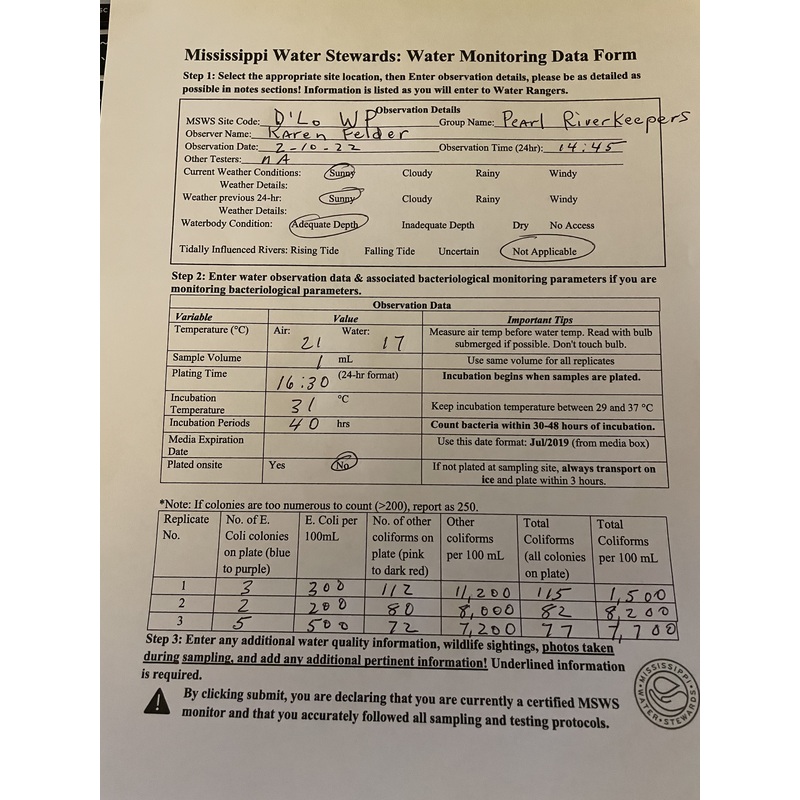 Mississippi Water Stewards: Water Monitoring Data Form
Step 1: Select the appropriate site location, then Enter observation details, please be as detailed as
possible in notes sections! Information is listed as you will enter to Water Rangers.
Observation Details
MSWS Site Code: D'Lo WP Group Name: Pearl Riverkeepers
Observer Name: Karen Felder
Observation Date: 2-10-22 Observation Time (24hr): 14:45
Other Testers: nA
Current Weather Conditions: Sunny Cloudy Rainy Windy
Weather Details:
Weather previous 24-hr: Sunny Cloudy Rainy Windy
Weather Details:
Waterbody Condition: Adequate Depth Inadequate Depth Dry No Access
Tidally Influenced Rivers: Rising Tide Falling Tide Uncertain Not Applicable
Step 2: Enter water observation data & associated bacteriological monitoring parameters if you are
monitoring bacteriological parameters.
Observation Data
Variable Value Important Tips
Temperature (°C) Air: 21 Water: 17 Measure air temp before water temp. Read with bulb
submerged if possible. Don't touch bulb.
Sample Volume 1 mL Use same volume for all replicates
Plating Time 16:30 (24-hr format) Incubation begins when samples are plated.
Incubation
Temperature 31 °C Keep incubation temperature between 29 and 37 °C
Incubation Periods 40 hrs Count bacteria within 30-48 hours of incubation.
Media Expiration
Date Use this date format: Jul/2019 (from media box)
Plated onsite Yes No If not plated at sampling site, always transport on
ice and plate within 3 hours.
*Note: If colonies are too numerous to count (>200), report as 250.
Replicate No. of E. E. Coli per No. of other Other Total Total
No. Coli colonies 100mL coliforms on coliforms Coliforms Coliforms
on plate (blue plate (pink per 100 mL (all colonies per 100 mL
to purple) to dark red) on plate)
1 3 300 112 11,200 115 1,500
2 2 200 80 8,000 82 8200
3 5 500 72 7,200 77 7,700
Step 3: Enter any additional water quality information, wildlife sightings, photos taken
during sampling, and add any additional pertinent information! Underlined information
is required.
By clicking submit, you are declaring that you are currently a certified MSWS
monitor and that you accurately followed all sampling and testing protocols.
MISSISSIPPI WATER STEWARDS